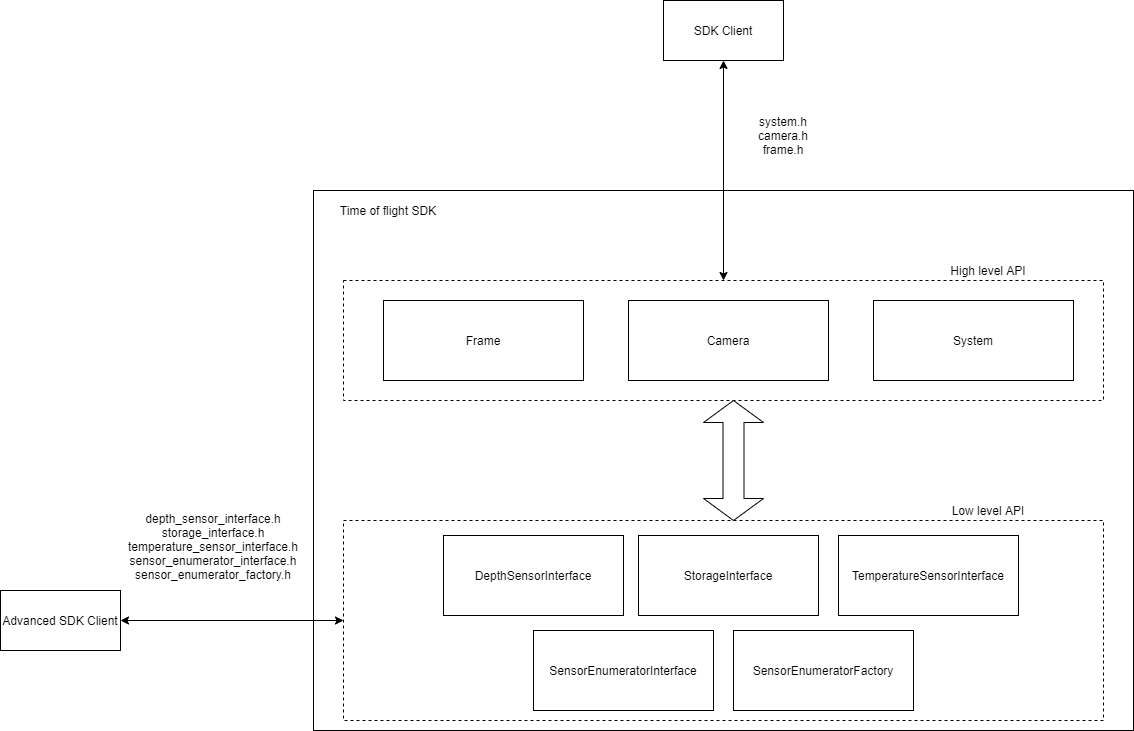 SDK Client
system.h
camera.h
frame.h
Time of flight SDK
High level API
Frame
Camera
System
Low level API
depth_sensor_interface.h
storage_interface.h
temperature_sensor_interface.h
sensor_enumerator_interface.h
sensor_enumerator_factory.h
DepthSensorInterface
StorageInterface
TemperatureSensorInterface
Advanced SDK Client
SensorEnumeratorInterface
SensorEnumeratorFactory